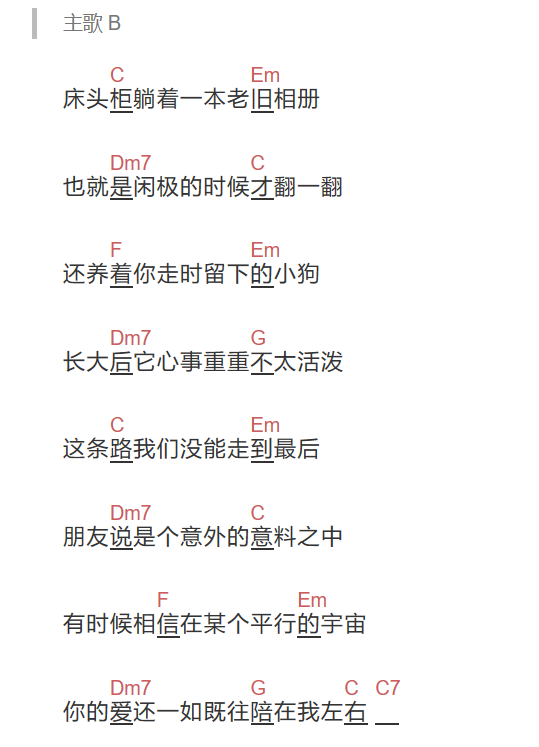 主歌 B
C Em
床头柜躺着一本老旧相册
Dm7 C
也就是闲极的时候才翻一翻
F Em
还养着你走时留下的小狗
Dm7 G
长大后它心事重重不太活泼
C Em
这条路我们没能走到最后
Dm7 C
朋友说是个意外的意料之中
F Em
有时候相信在某个平行的宇宙
Dm7 G C C7
你的爱还一如既往陪在我左右